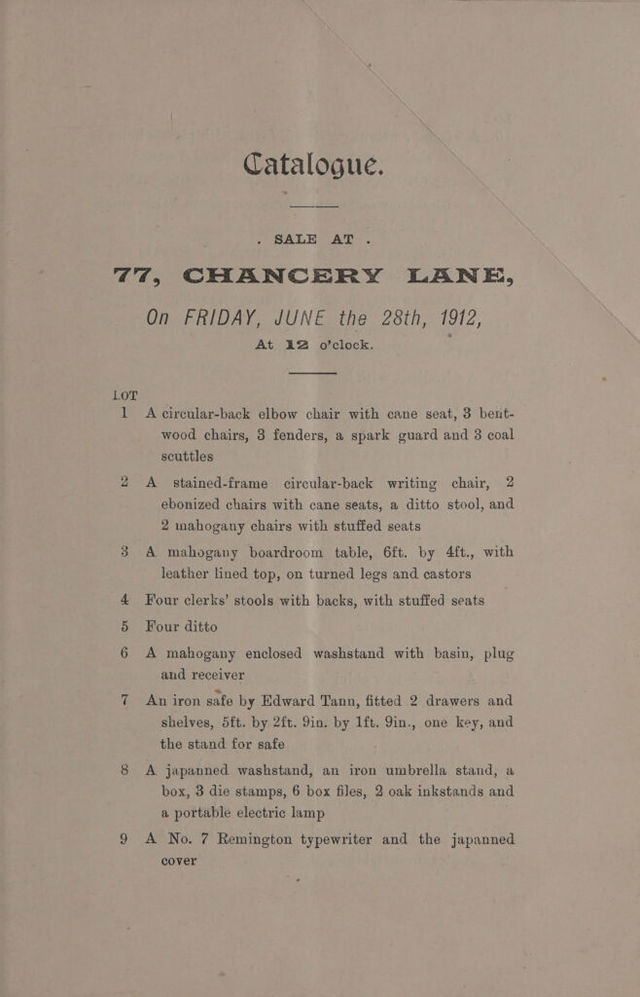 Catalogue.
. SALE AT .
77, CHANCERY LANE,
On FRIDAY, JUNE the 28th, 1912,
At 12 o'clock.
LOT
1 A circular-back elbow chair with cane seat, 3 bent-
wood chairs, 3 fenders, a spark guard and 3 coal
scuttles
2 A stained-frame circular-back writing chair, 2
ebonized chairs with cane seats, a ditto stool, and
2 mahogany chairs with stuffed seats
3 A mahogany boardroom table, 6ft. by 4ft., with
leather lined top, on turned legs and castors
4 Four clerks' stools with backs, with stuffed seats
5 Four ditto
6 A mahogany enclosed washstand with basin, plug
and receiver
7 An iron safe by Edward Tann, fitted 2 drawers and
shelves, 5ft. by 2ft. 9in. by 1ft. 9in., one key, and
the stand for safe
8 A japanned washstand, an iron umbrella stand, a
box, 3 die stamps, 6 box files, 2 oak inkstands and
a portable electric lamp
9 A No. 7 Remington typewriter and the japanned
cover